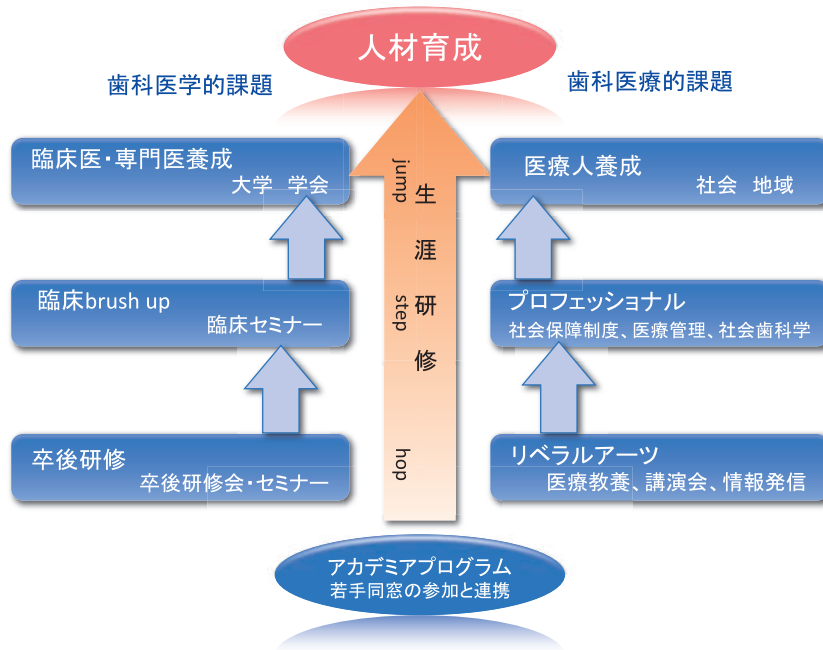 人材育成
歯科医学的課題
歯科医療的課題
臨床医・専門医養成
大学 学会
医療人養成
社会 地域
jump
生涯研修
臨床brush up
臨床セミナー
step
プロフェッショナル
社会保障制度、医療管理、社会歯科学
卒後研修
卒後研修会・セミナー
hop
リベラルアーツ
医療教養、講演会、情報発信
アカデミアプログラム
若手同窓の参加と連携